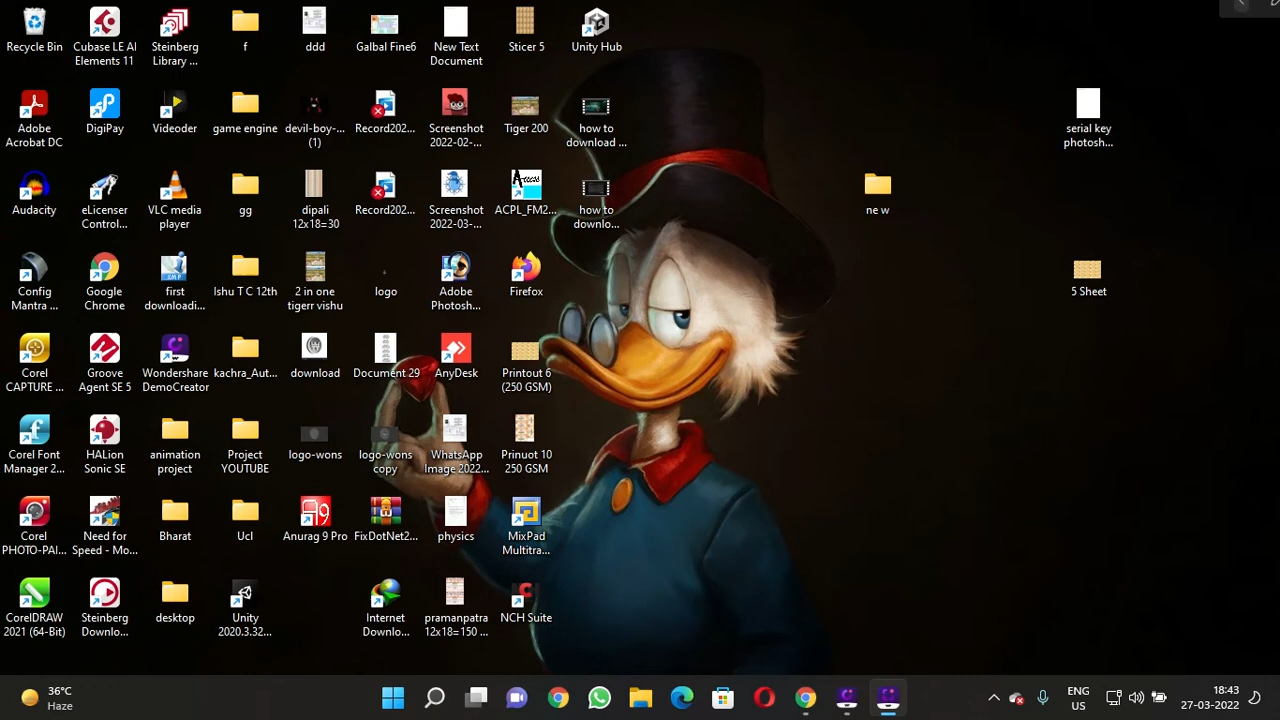 Recycle Bin
Cubase LE AI
Elements 11
Steinberg
Library ...
f
ddd
Galbal Fine6
New Text
Document
Sticer 5
Unity Hub
Adobe
Acrobat DC
DigiPay
Videoder
game engine
devil-boy-...
(1)
Record202...
Screenshot
2022-02-...
Tiger 200
how to
download ...
serial key
photosh...
Audacity
eLicenser
Control...
VLC media
player
gg
dipali
12x18=30
Record202...
Screenshot
2022-03-...
ACPL_FM2...
how to
downlo...
ne w
Config
Mantra ...
Google
Chrome
first
downloadi...
Ishu T C 12th
2 in one
tigerr vishu
logo
Adobe
Photosh...
Firefox
5 Sheet
Corel
CAPTURE ...
Groove
Agent SE 5
Wondershare
DemoCreator
kachra_Aut...
download
Document 29
AnyDesk
Printout 6
(250 GSM)
Corel Font
Manager 2...
HALion
Sonic SE
animation
project
Project
YOUTUBE
logo-wons
logo-wons
copy
WhatsApp
Image 2022...
Prinuot 10
250 GSM
Corel
PHOTO-PAI...
Need for
Speed - Mo...
Bharat
Ucl
Anurag 9 Pro
FixDotNet2...
physics
MixPad
Multitra...
CorelDRAW
2021 (64-Bit)
Steinberg
Downlo...
desktop
Unity
2020.3.32...
Internet
Downlo...
pramanpatra
12x18=150 ...
NCH Suite
36°C
Haze
ENG
US
18:43
27-03-2022